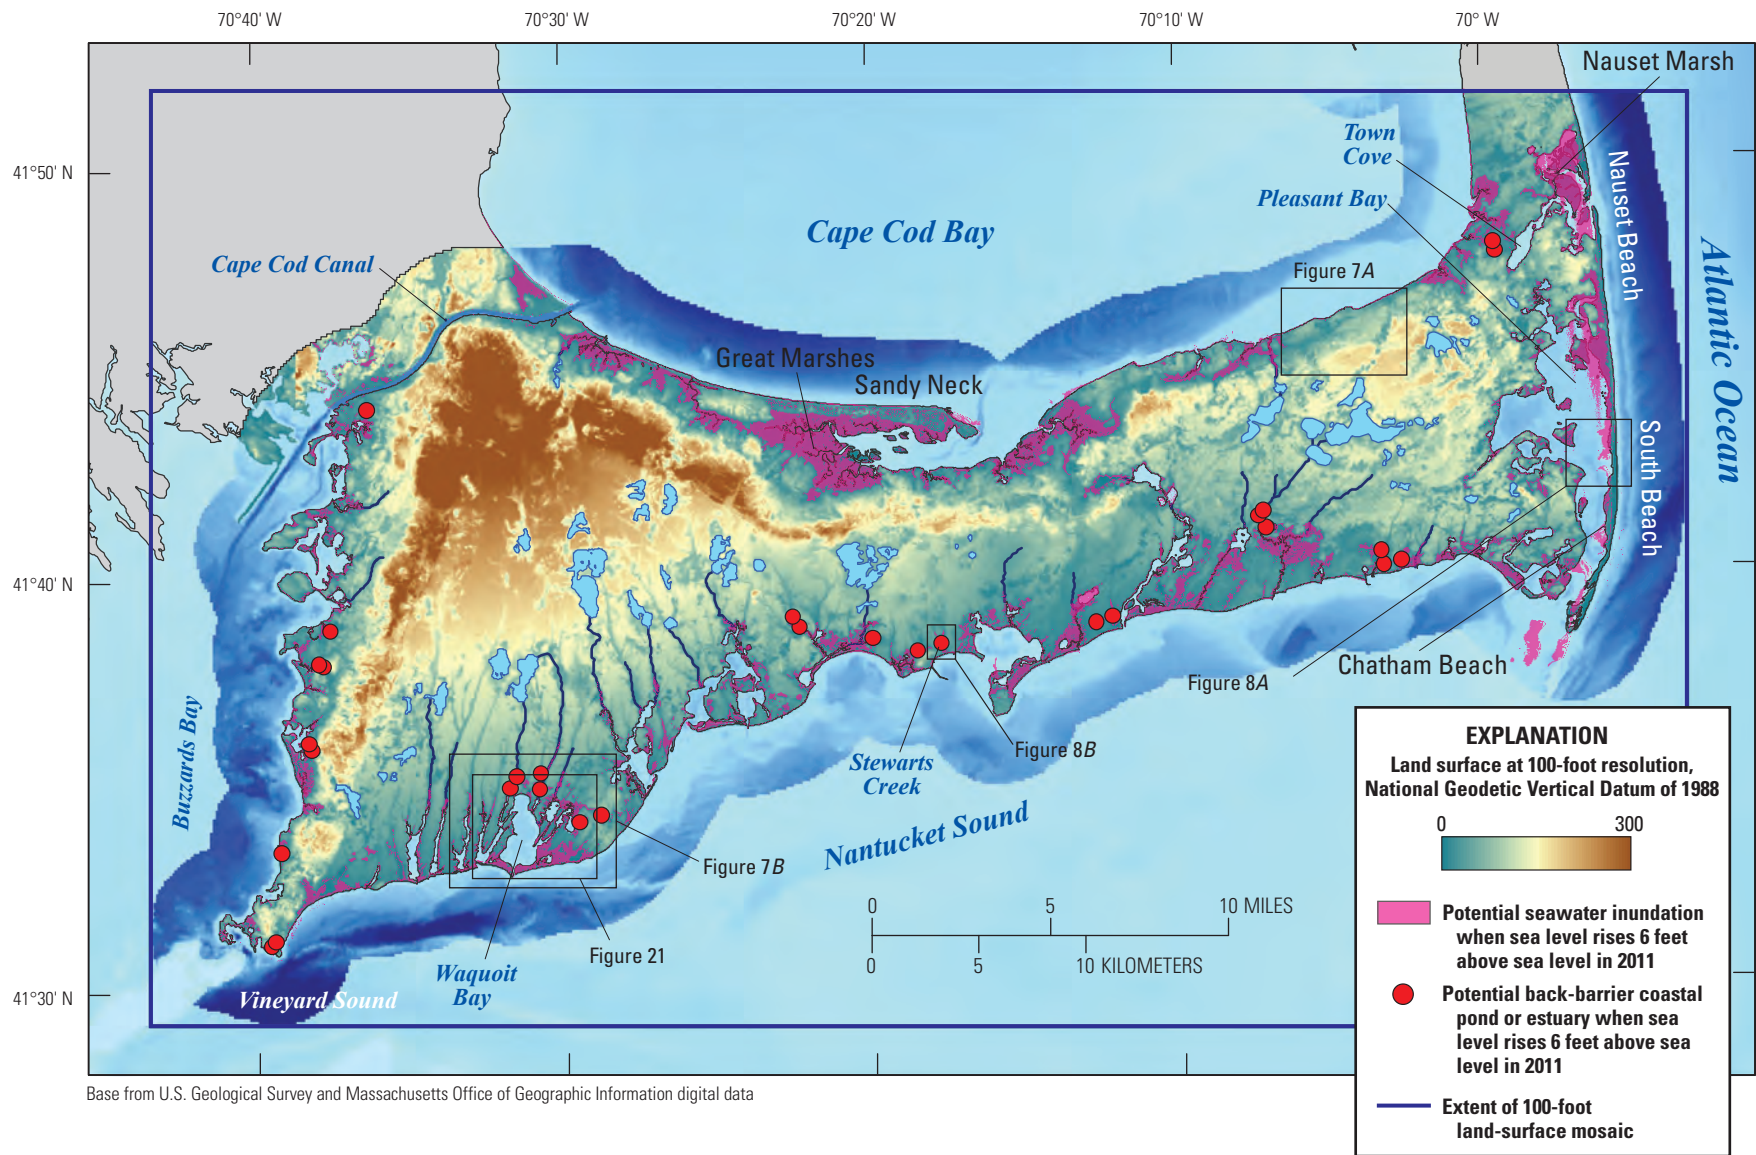 70°40' W
70°30' W
70°20' W
70°10' W
70° W
Nauset Marsh
Town
Cove
41°50' N
Nauset Beach
Pleasant Bay
Cape Cod Bay
Atlantic Ocean
Cape Cod Canal
Figure 7A
Great Marshes
Sandy Neck
South Beach
41°40' N
Chatham Beach
Figure 8A
Buzzards Bay
Figure 8B
Stewarts
Creek
Nantucket Sound
Figure 7B
Figure 21
Waquoit
Bay
41°30' N
Vineyard Sound
0 5 10 MILES
0 5 10 KILOMETERS
EXPLANATION
Land surface at 100-foot resolution,
National Geodetic Vertical Datum of 1988
0 300
Potential seawater inundation
when sea level rises 6 feet
above sea level in 2011
Potential back-barrier coastal
pond or estuary when sea
level rises 6 feet above sea
level in 2011
Extent of 100-foot
land-surface mosaic
Base from U.S. Geological Survey and Massachusetts Office of Geographic Information digital data